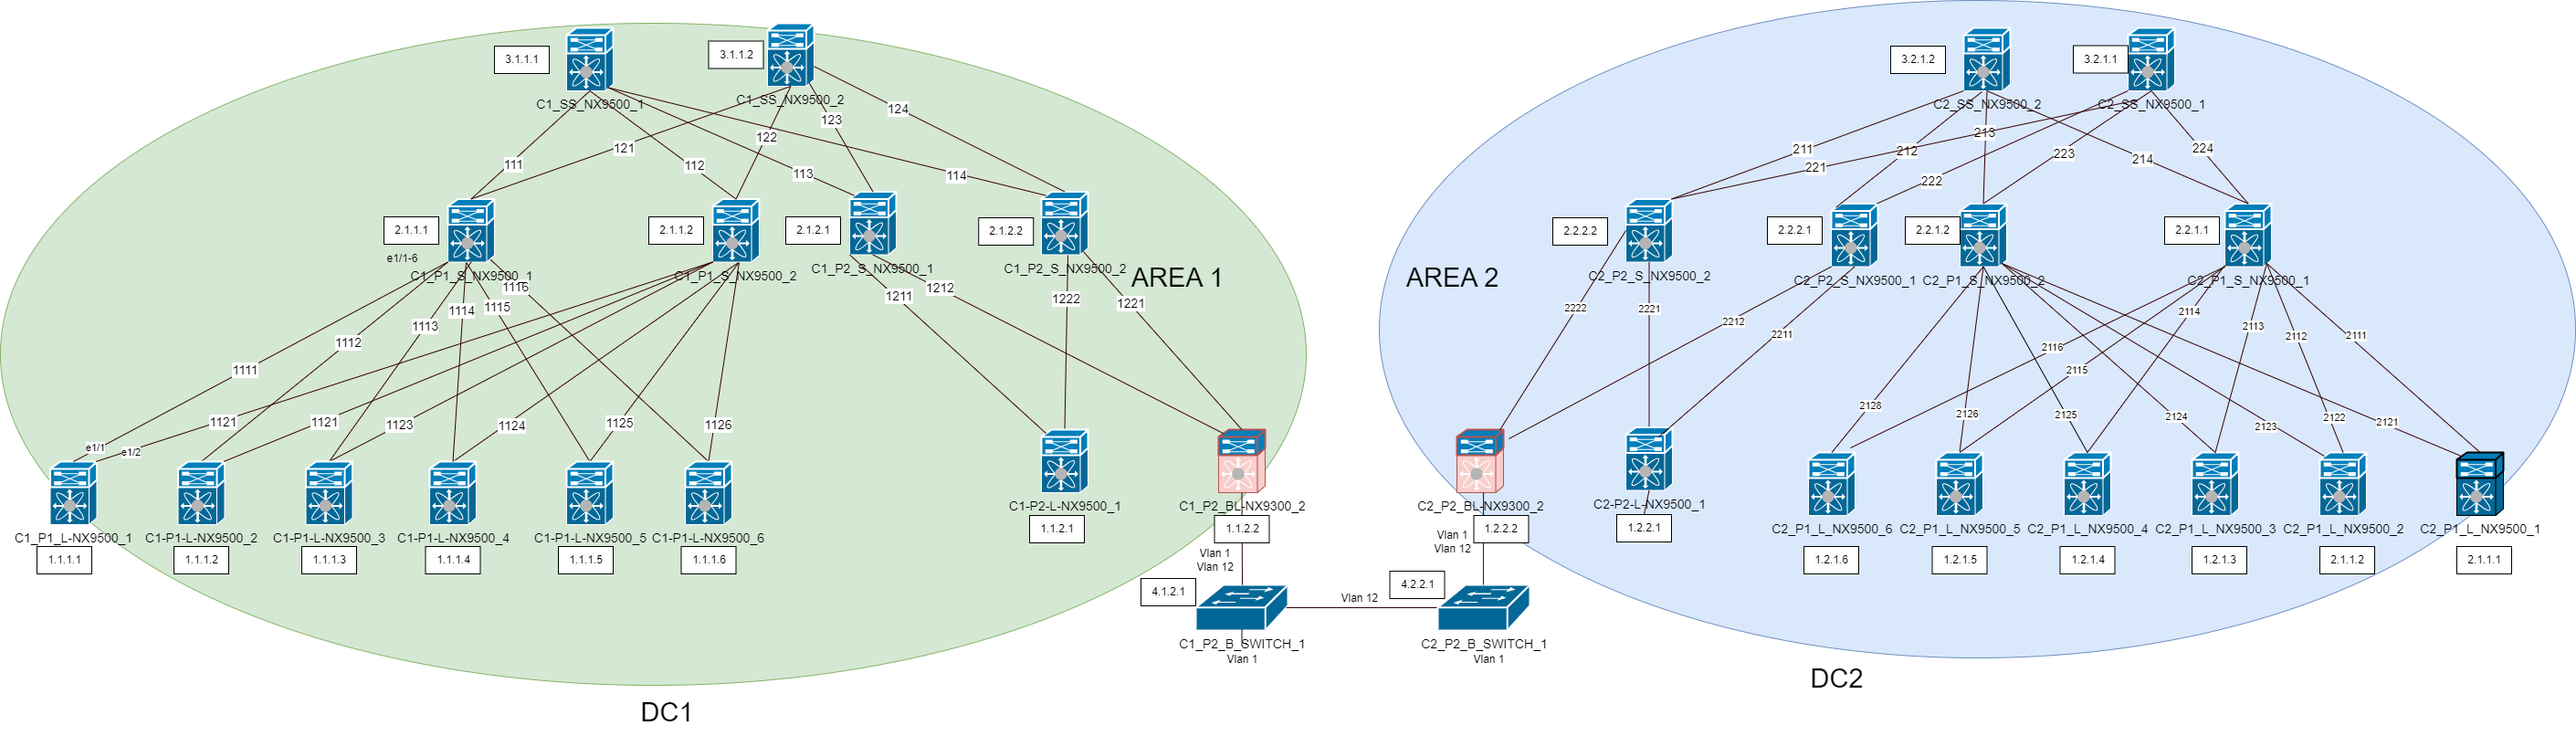 3.1.1.1
3.1.1.2
C1_SS_NX9500_1
C1_SS_NX9500_2
111
121
112
122
123
113
124
114
2.1.1.1
e1/1-6
C1_P1_S_NX9500_1
2.1.1.2
C1_P1_S_NX9500_2
2.1.2.1
C1_P2_S_NX9500_1
2.1.2.2
C1_P2_S_NX9500_2
AREA 1
1111
1112
1113
1114
1115
1116
1121
1121
1123
1124
1125
1126
1211
1212
1222
1221
e1/1
e1/2
C1_P1_L-NX9500_1
1.1.1.1
C1-P1-L-NX9500_2
1.1.1.2
C1-P1-L-NX9500_3
1.1.1.3
C1-P1-L-NX9500_4
1.1.1.4
C1-P1-L-NX9500_5
1.1.1.5
C1-P1-L-NX9500_6
1.1.1.6
C1-P2-L-NX9500_1
1.1.2.1
C1_P2_BL-NX9300_2
1.1.2.2
Vlan 1
Vlan 12
4.1.2.1
C1_P2_B_SWITCH_1
Vlan 1
DC1
Vlan 12
3.2.1.2
3.2.1.1
C2_SS_NX9500_2
C2_SS_NX9500_1
211
221
212
222
213
223
214
224
2.2.2.2
C2_P2_S_NX9500_2
2.2.2.1
C2_P2_S_NX9500_1
2.2.1.2
C2_P1_S_NX9500_2
2.2.1.1
C2_P1_S_NX9500_1
AREA 2
2222
2221
2212
2211
2116
2115
2114
2113
2112
2111
2128
2126
2125
2124
2123
2122
2121
C2_P2_BL-NX9300_2
1.2.2.2
Vlan 1
Vlan 12
C2-P2-L-NX9500_1
1.2.2.1
C2_P1_L_NX9500_6
1.2.1.6
C2_P1_L_NX9500_5
1.2.1.5
C2_P1_L_NX9500_4
1.2.1.4
C2_P1_L_NX9500_3
1.2.1.3
C2_P1_L_NX9500_2
2.1.1.2
C2_P1_L_NX9500_1
2.1.1.1
4.2.2.1
C2_P2_B_SWITCH_1
Vlan 1
DC2